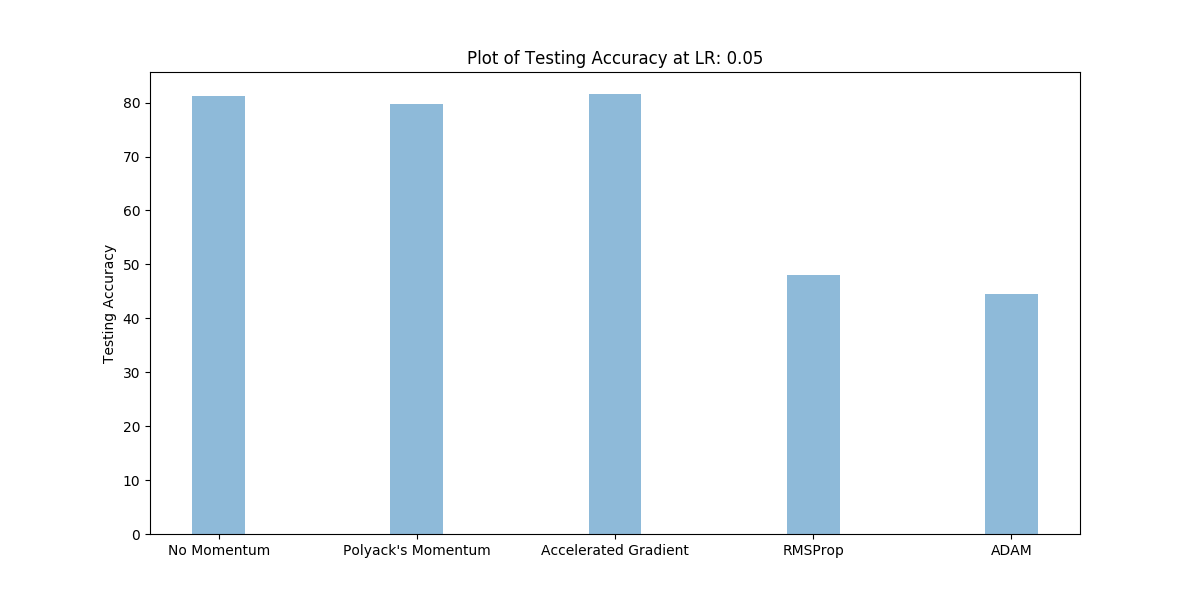 Plot of Testing Accuracy at LR: 0.05
Testing Accuracy
80
70
60
50
40
30
20
10
0
No Momentum
Polyack's Momentum
Accelerated Gradient
RMSProp
ADAM